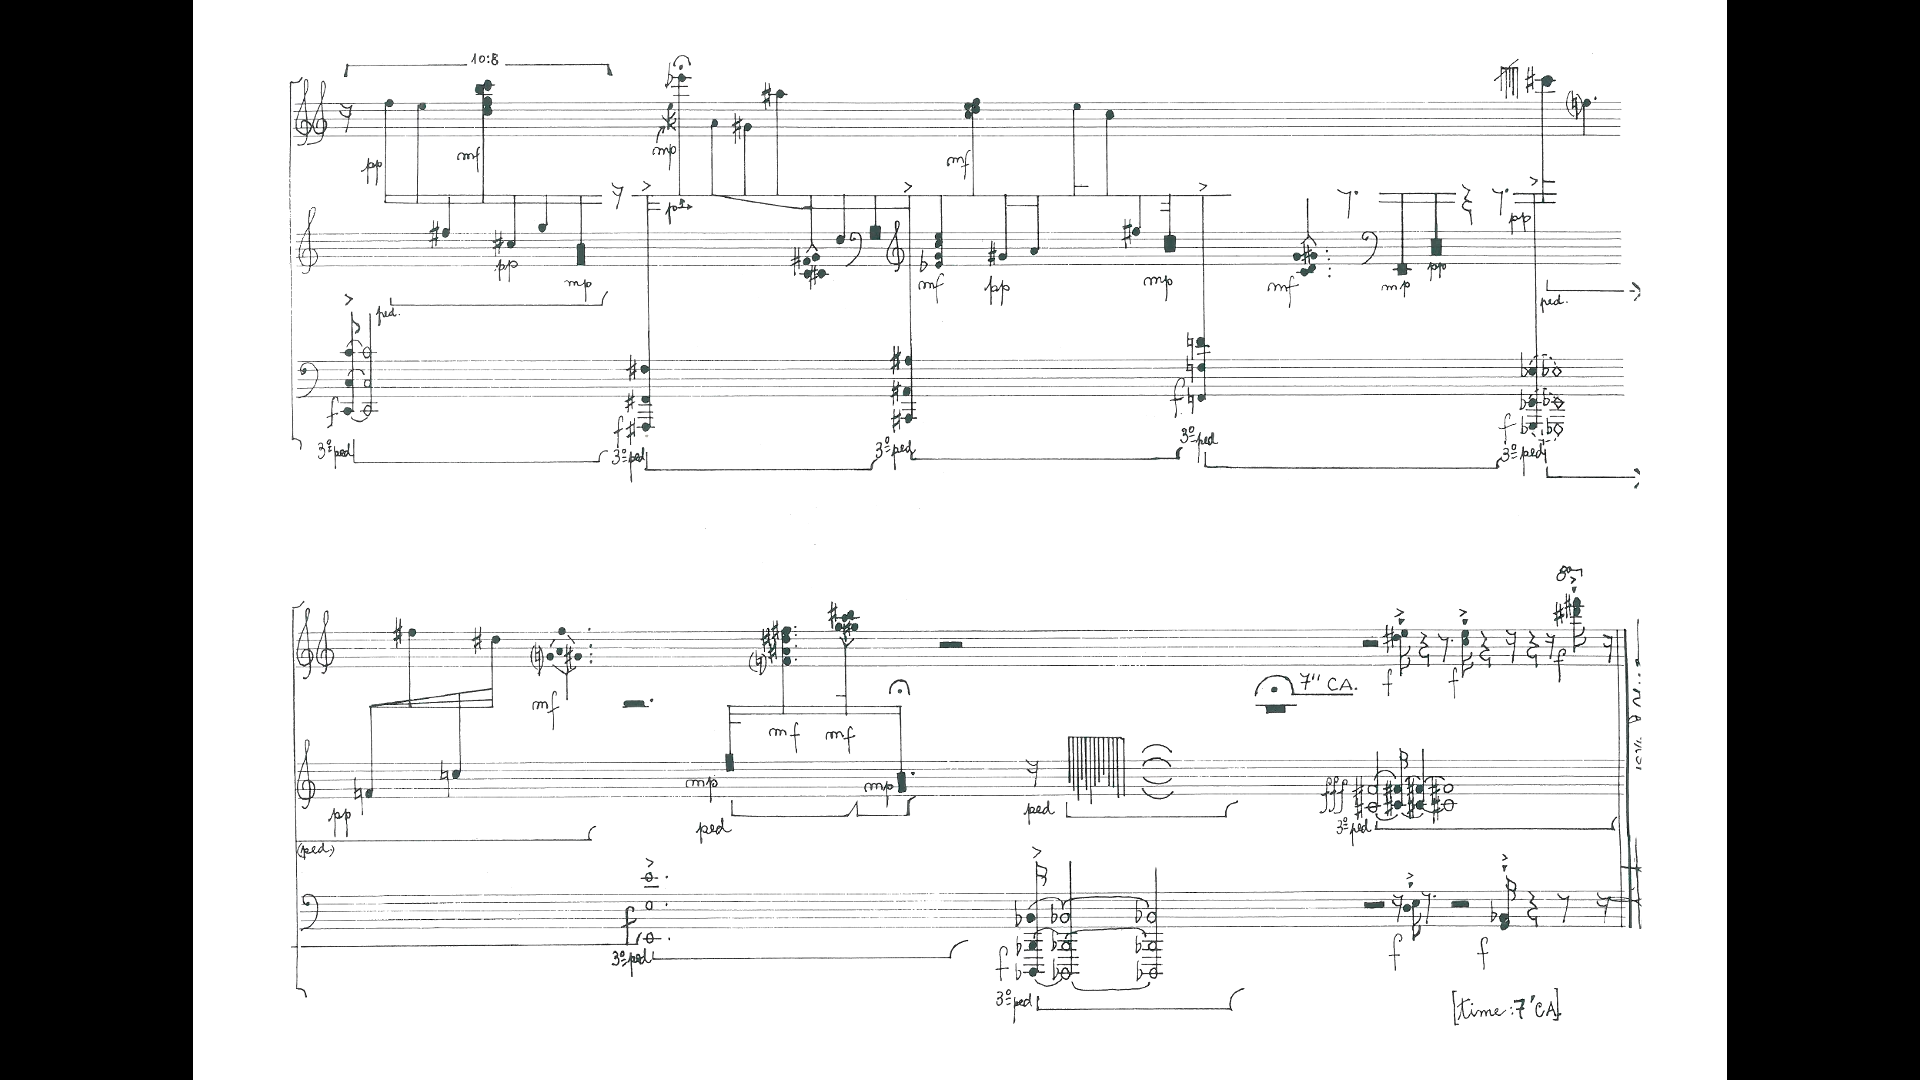 10:8
pp mf mp p mf pp
pp mp mf pp mp mf mp pp
ped. ped.
f f f f
3º ped 3º ped 3º ped 3º ped 3º ped
8ª
mf f f f
mf mf 7'' CA.
pp mp mp fff
ped ped 3º ped
(ped.)
f
3º ped
f f f
3º ped
[time: 7' CA]